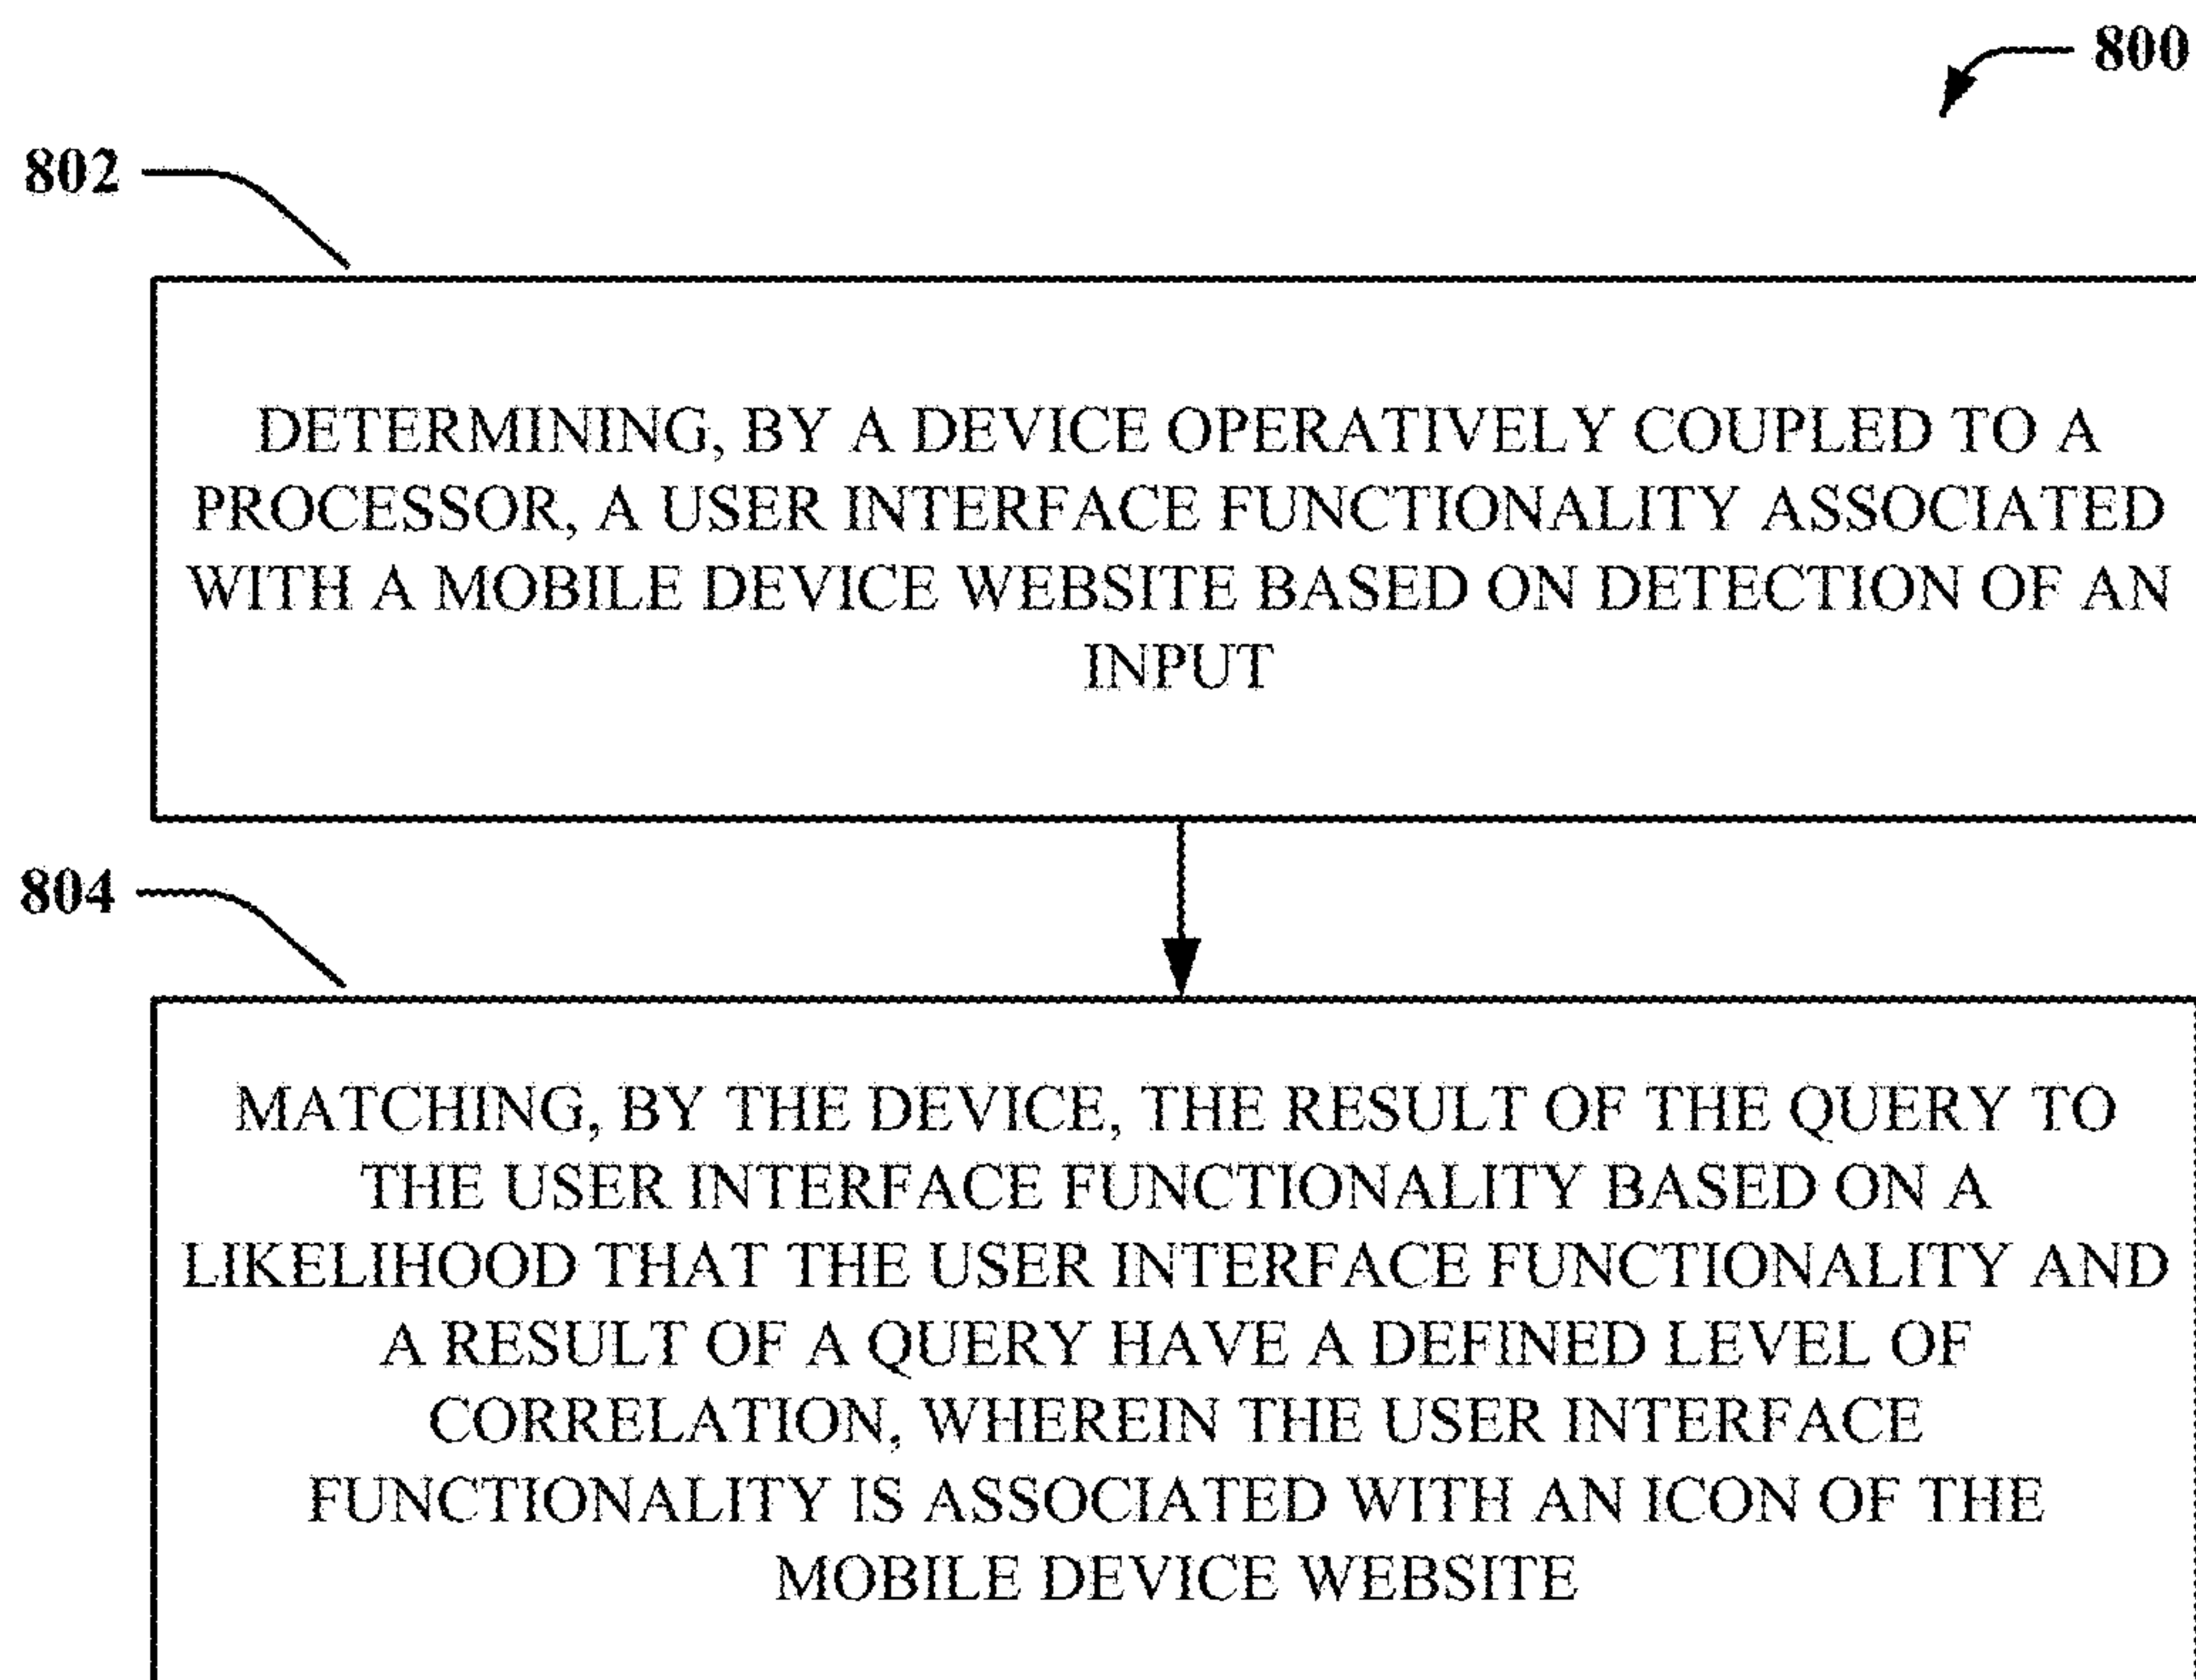 800
802
DETERMINING, BY A DEVICE OPERATIVELY COUPLED TO A
PROCESSOR, A USER INTERFACE FUNCTIONALITY ASSOCIATED
WITH A MOBILE DEVICE WEBSITE BASED ON DETECTION OF AN
INPUT
804
MATCHING, BY THE DEVICE, THE RESULT OF THE QUERY TO
THE USER INTERFACE FUNCTIONALITY BASED ON A
LIKELIHOOD THAT THE USER INTERFACE FUNCTIONALITY AND
A RESULT OF A QUERY HAVE A DEFINED LEVEL OF
CORRELATION, WHEREIN THE USER INTERFACE
FUNCTIONALITY IS ASSOCIATED WITH AN ICON OF THE
MOBILE DEVICE WEBSITE